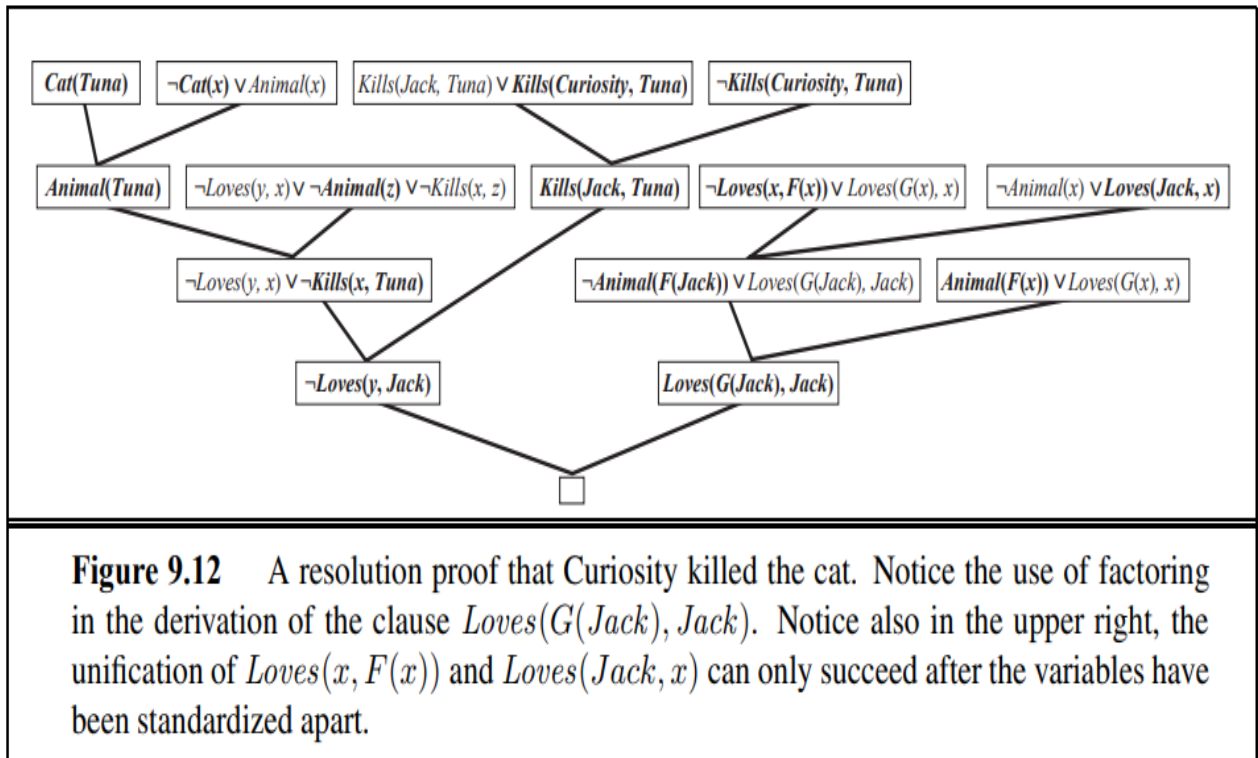 Cat(Tuna) ¬Cat(x) ∨ Animal(x) Kills(Jack, Tuna) ∨ Kills(Curiosity, Tuna) ¬Kills(Curiosity, Tuna)
Animal(Tuna) ¬Loves(y, x) ∨ ¬Animal(z) ∨ ¬Kills(x, z) Kills(Jack, Tuna) ¬Loves(x, F(x)) ∨ Loves(G(x), x) ¬Animal(x) ∨ Loves(Jack, x)
¬Loves(y, x) ∨ ¬Kills(x, Tuna) ¬Animal(F(Jack)) ∨ Loves(G(Jack), Jack) Animal(F(x)) ∨ Loves(G(x), x)
¬Loves(y, Jack) Loves(G(Jack), Jack)
Figure 9.12 A resolution proof that Curiosity killed the cat. Notice the use of factoring
in the derivation of the clause Loves(G(Jack), Jack). Notice also in the upper right, the
unification of Loves(x, F(x)) and Loves(Jack, x) can only succeed after the variables have
been standardized apart.